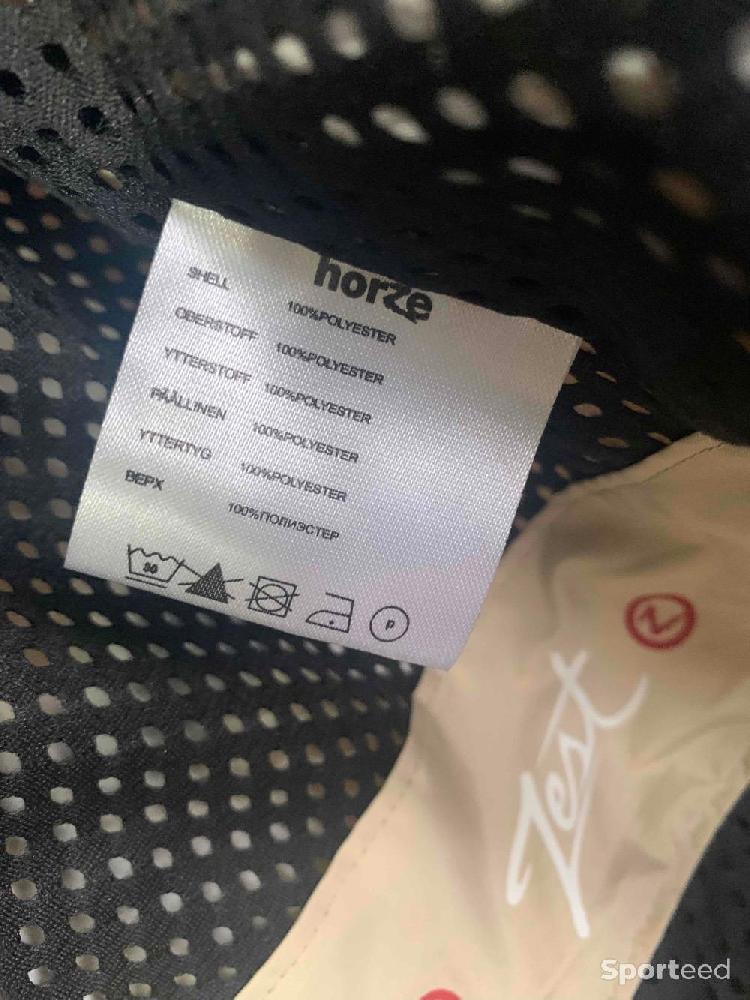 horze
SHELL 100%POLYESTER
OBERSTOFF 100%POLYESTER
YTTERSTOFF 100%POLYESTER
PÄÄLLINEN 100%POLYESTER
YTTERTYG 100%POLYESTER
ВЕРХ 100%ПОЛИЭСТЕР
30
P
Z
Zest
Sporteed